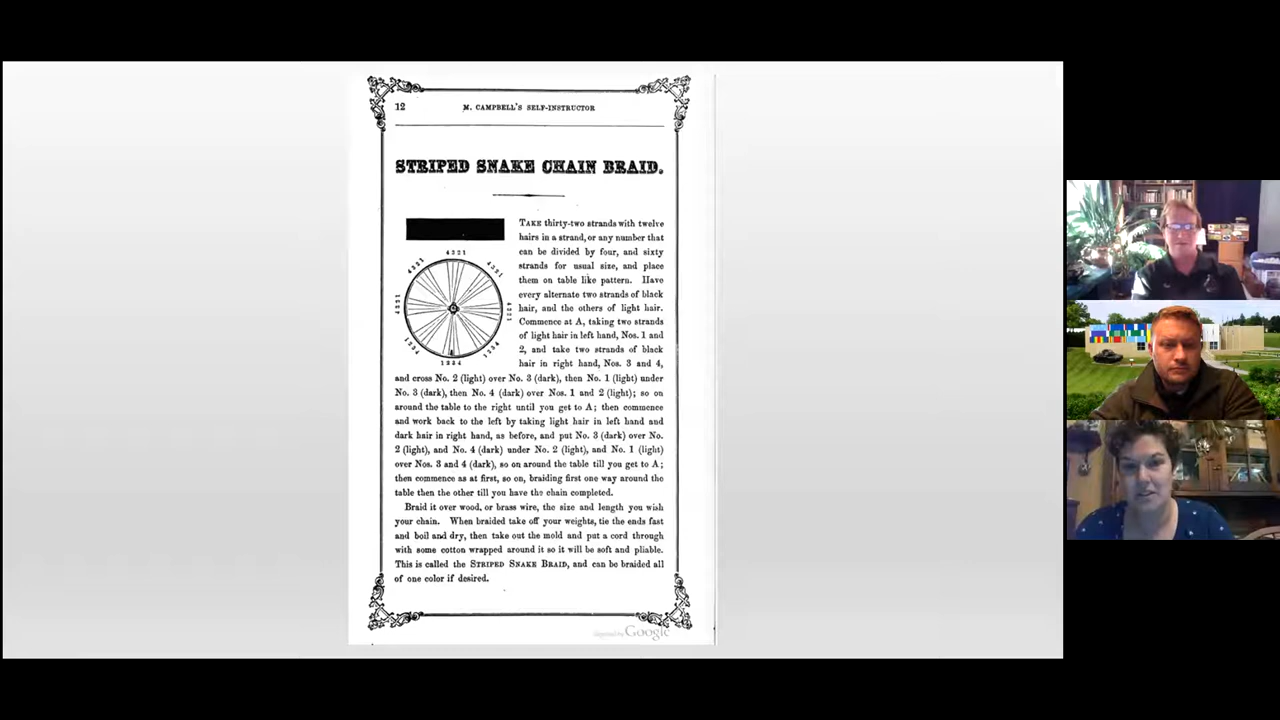 12 M. CAMPBELL'S SELF-INSTRUCTOR
STRIPED SNAKE CHAIN BRAID.
TAKE thirty-two strands with twelve
hairs in a strand, or any number that
can be divided by four, and sixty
strands for usual size, and place
them on table like pattern. Have
every alternate two strands of black
hair, and the others of light hair.
Commence at A, taking two strands
of light hair in left hand, Nos. 1 and
2, and take two strands of black
hair in right hand, Nos. 3 and 4,
and cross No. 2 (light) over No. 3 (dark), then No. 1 (light) under
No. 3 (dark), then No. 4 (dark) over Nos. 1 and 2 (light); so on
around the table to the right until you get to A; then commence
and work back to the left by taking light hair in left hand and
dark hair in right hand, as before, and put No. 3 (dark) over No.
2 (light), and No. 4 (dark) under No. 2 (light), and No. 1 (light)
over Nos. 3 and 4 (dark), so on around the table till you get to A;
then commence as at first, so on, braiding first one way around the
table then the other till you have the chain completed.
Braid it over wood, or brass wire, the size and length you wish
your chain. When braided take off your weights, tie the ends fast
and boil and dry, then take out the mold and put a cord through
with some cotton wrapped around it so it will be soft and pliable.
This is called the STRIPED SNAKE BRAID, and can be braided all
of one color if desired.
4321
4321
4321
4321
4321
1234
1234
1234
A
Google